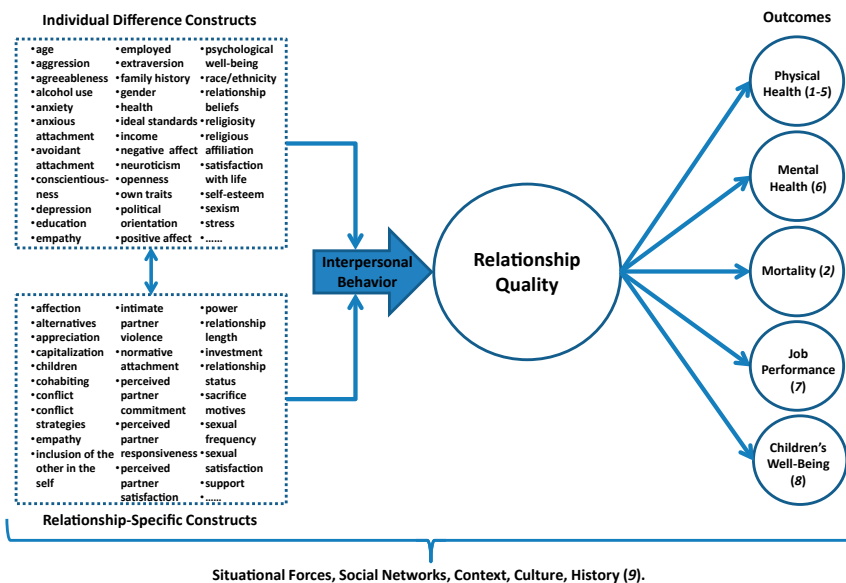 Individual Difference Constructs
•age
•aggression
•agreeableness
•alcohol use
•anxiety
•anxious
attachment
•avoidant
attachment
•conscientious-
ness
•depression
•education
•empathy
•employed
•extraversion
•family history
•gender
•health
•ideal standards
•income
•negative affect
•neuroticism
•openness
•own traits
•political
orientation
•positive affect
•psychological
well-being
•race/ethnicity
•relationship
beliefs
•religiosity
•religious
affiliation
•satisfaction
with life
•self-esteem
•sexism
•stress
•......
•affection
•alternatives
•appreciation
•capitalization
•children
•cohabiting
•conflict
•conflict
strategies
•empathy
•inclusion of the
other in the
self
•intimate
partner
violence
•normative
attachment
•perceived
partner
commitment
•perceived
partner
responsiveness
•perceived
partner
satisfaction
•power
•relationship
length
•investment
•relationship
status
•sacrifice
motives
•sexual
frequency
•sexual
satisfaction
•support
•......
Relationship-Specific Constructs
Interpersonal
Behavior
Relationship
Quality
Outcomes
Physical
Health (1-5)
Mental
Health (6)
Mortality (2)
Job
Performance
(7)
Children's
Well-Being
(8)
Situational Forces, Social Networks, Context, Culture, History (9).